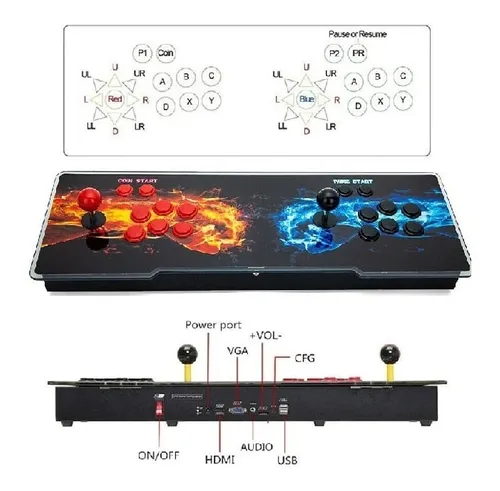 Pause or Resume
P1 Coin
P2 PR
U
UL UR
A B C
L Red R
D X Y
LL LR
D
U
UL UR
A B C
L Blue R
D X Y
LL LR
D
COIN START
START
Power port
+VOL-
VGA
CFG
ON/OFF
HDMI
AUDIO
USB